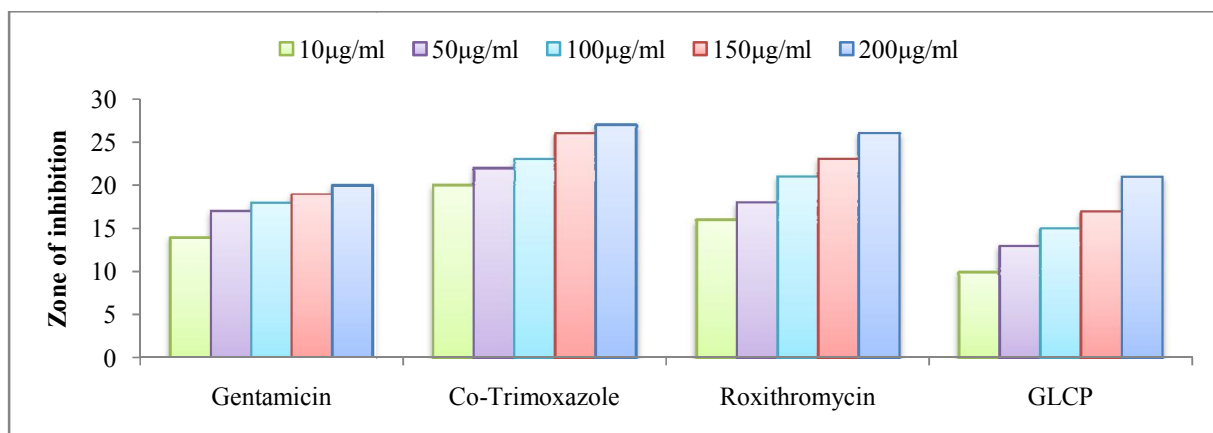 10µg/ml 50µg/ml 100µg/ml 150µg/ml 200µg/ml
30
25
20
15
10
5
0
Zone of inhibition
Gentamicin Co-Trimoxazole Roxithromycin GLCP